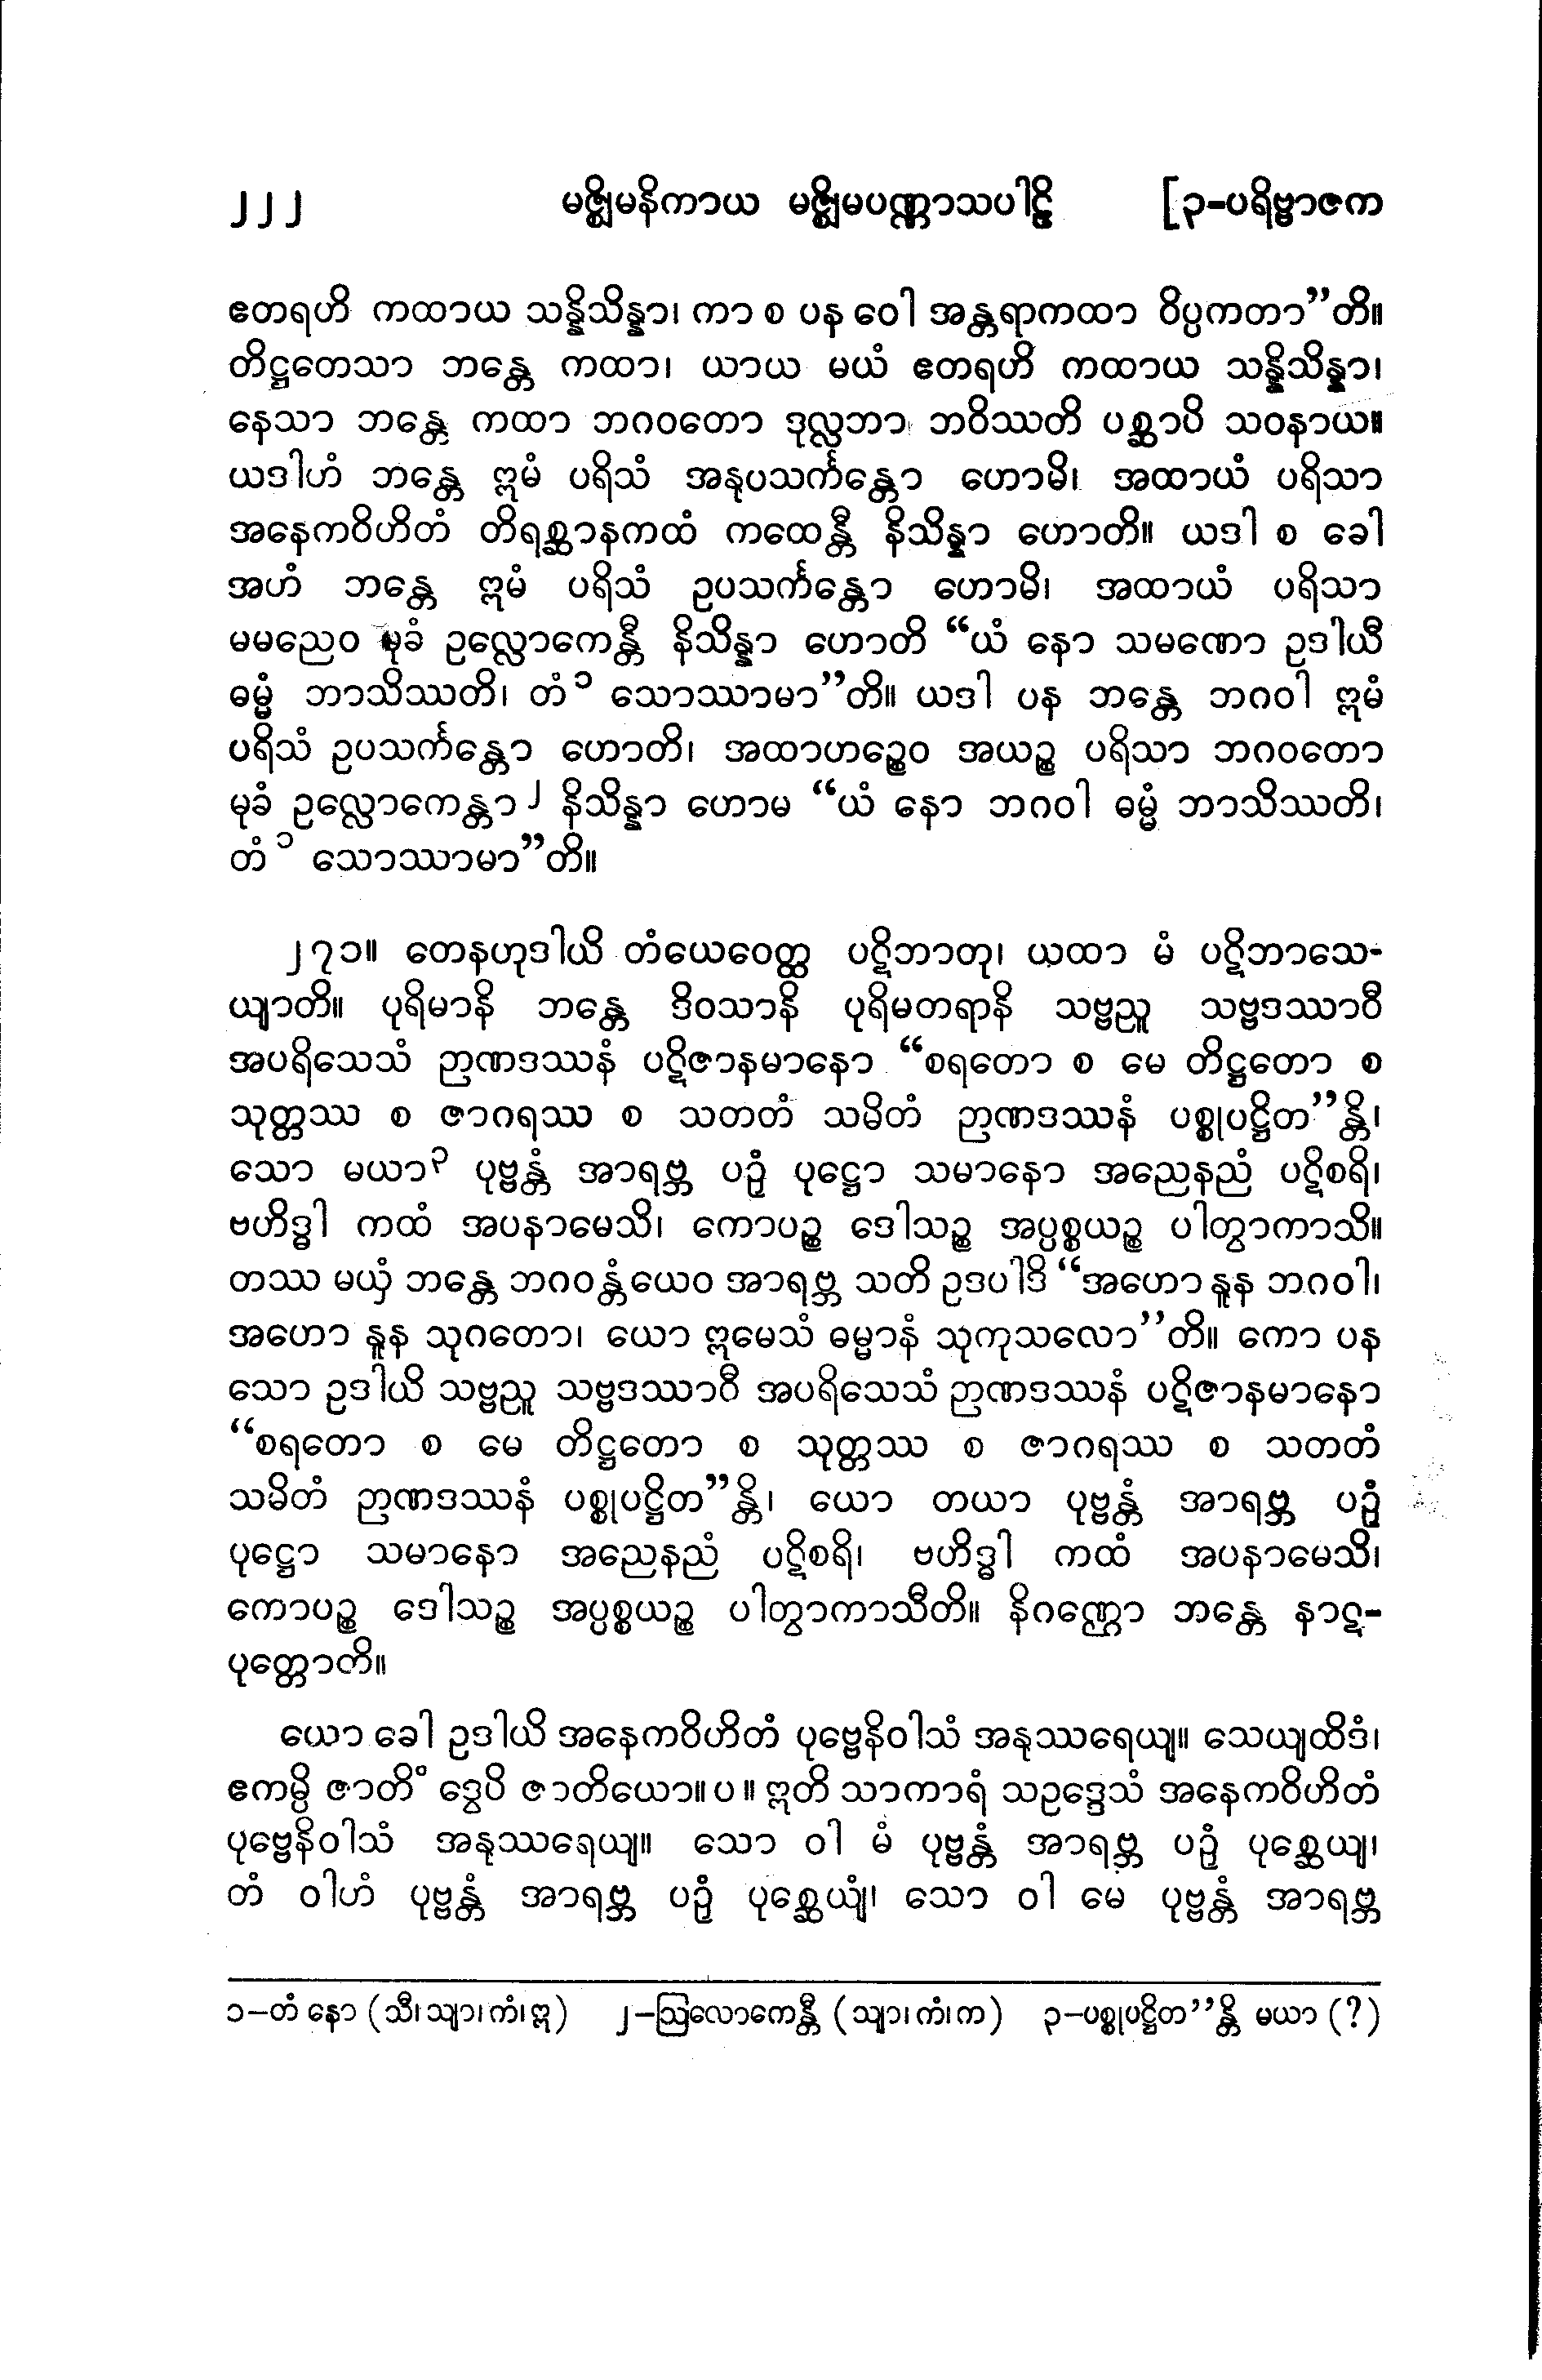 ၂၂၂ မဇ္ဈိမနိကာယ မဇ္ဈိမပဏ္ဏာသပါဠိ [၃-ပရိဗ္ဗာဇက
ဧတရဟိ ကထာယ သန္နိသိန္နာ၊ ကာ စ ပန ဝေါ အန္တရာကထာ ဝိပ္ပကတာ”တိ။
တိဋ္ဌတေသာ ဘန္တေ ကထာ၊ ယာယ မယံ ဧတရဟိ ကထာယ သန္နိသိန္နာ၊
နေသာ ဘန္တေ ကထာ ဘဂဝတော ဒုလ္လဘာ ဘဝိဿတိ ပစ္ဆာပိ သဝနာယ။
ယဒါဟံ ဘန္တေ ဣမံ ပရိသံ အနုပသင်္ကန္တော ဟောမိ၊ အထာယံ ပရိသာ
အနေကဝိဟိတံ တိရစ္ဆာနကထံ ကထေန္တီ နိသိန္နာ ဟောတိ။ ယဒါ စ ခေါ
အဟံ ဘန္တေ ဣမံ ပရိသံ ဥပသင်္ကန္တော ဟောမိ၊ အထာယံ ပရိသာ
မမညေဝ မုခံ ဥလ္လောကေန္တီ နိသိန္နာ ဟောတိ “ယံ နော သမဏော ဥဒါယီ
ဓမ္မံ ဘာသိဿတိ၊ တံ၁ သောဿာမာ”တိ။ ယဒါ ပန ဘန္တေ ဘဂဝါ ဣမံ
ပရိသံ ဥပသင်္ကန္တော ဟောတိ၊ အထာဟဉ္စေဝ အယဉ္စ ပရိသာ ဘဂဝတော
မုခံ ဥလ္လောကေန္တာ၂ နိသိန္နာ ဟောမ “ယံ နော ဘဂဝါ ဓမ္မံ ဘာသိဿတိ၊
တံ၁ သောဿာမာ”တိ။
၂၇၁။ တေနဟုဒါယိ တံယေဝေတ္ထ ပဋိဘာတု၊ ယထာ မံ ပဋိဘာသေ-
ယျာတိ။ ပုရိမာနိ ဘန္တေ ဒိဝသာနိ ပုရိမတရာနိ သဗ္ဗညူ သဗ္ဗဒဿာဝီ
အပရိသေသံ ဉာဏဒဿနံ ပဋိဇာနမာနော “စရတော စ မေ တိဋ္ဌတော စ
သုတ္တဿ စ ဇာဂရဿ စ သတတံ သမိတံ ဉာဏဒဿနံ ပစ္စုပဋ္ဌိတ”န္တိ၊
သော မယာ၃ ပုဗ္ဗန္တံ အာရဗ္ဘ ပဉှံ ပုဋ္ဌော သမာနော အညေနညံ ပဋိစရိ၊
ဗဟိဒ္ဓါ ကထံ အပနာမေသိ၊ ကောပဉ္စ ဒေါသဉ္စ အပ္ပစ္စယဉ္စ ပါတွာကာသိ။
တဿ မယှံ ဘန္တေ ဘဂဝန္တံယေဝ အာရဗ္ဘ သတိ ဥဒပါဒိ “အဟော နူန ဘဂဝါ၊
အဟော နူန သုဂတော၊ ယော ဣမေသံ ဓမ္မာနံ သုကုသလော”တိ။ ကော ပန
သော ဥဒါယိ သဗ္ဗညူ သဗ္ဗဒဿာဝီ အပရိသေသံ ဉာဏဒဿနံ ပဋိဇာနမာနော
“စရတော စ မေ တိဋ္ဌတော စ သုတ္တဿ စ ဇာဂရဿ စ သတတံ
သမိတံ ဉာဏဒဿနံ ပစ္စုပဋ္ဌိတ”န္တိ၊ ယော တယာ ပုဗ္ဗန္တံ အာရဗ္ဘ ပဉှံ
ပုဋ္ဌော သမာနော အညေနညံ ပဋိစရိ၊ ဗဟိဒ္ဓါ ကထံ အပနာမေသိ၊
ကောပဉ္စ ဒေါသဉ္စ အပ္ပစ္စယဉ္စ ပါတွာကာသီတိ။ နိဂဏ္ဌော ဘန္တေ နာဋ-
ပုတ္တောတိ။
ယော ခေါ ဥဒါယိ အနေကဝိဟိတံ ပုဗ္ဗေနိဝါသံ အနုဿရေယျ။ သေယျထိဒံ၊
ဧကမ္ပိ ဇာတိံ ဒွေပိ ဇာတိယော။ ပ ။ ဣတိ သာကာရံ သဥဒ္ဒေသံ အနေကဝိဟိတံ
ပုဗ္ဗေနိဝါသံ အနုဿရေယျ။ သော ဝါ မံ ပုဗ္ဗန္တံ အာရဗ္ဘ ပဉှံ ပုစ္ဆေယျ၊
တံ ဝါဟံ ပုဗ္ဗန္တံ အာရဗ္ဘ ပဉှံ ပုစ္ဆေယျံ၊ သော ဝါ မေ ပုဗ္ဗန္တံ အာရဗ္ဘ
၁–တံ နော (သီ၊ သျာ၊ ကံ၊ ဣ) ၂–ဩလောကေန္တီ (သျာ၊ ကံ၊ က) ၃–ပစ္စုပဋ္ဌိတ”န္တိ မယာ (?)